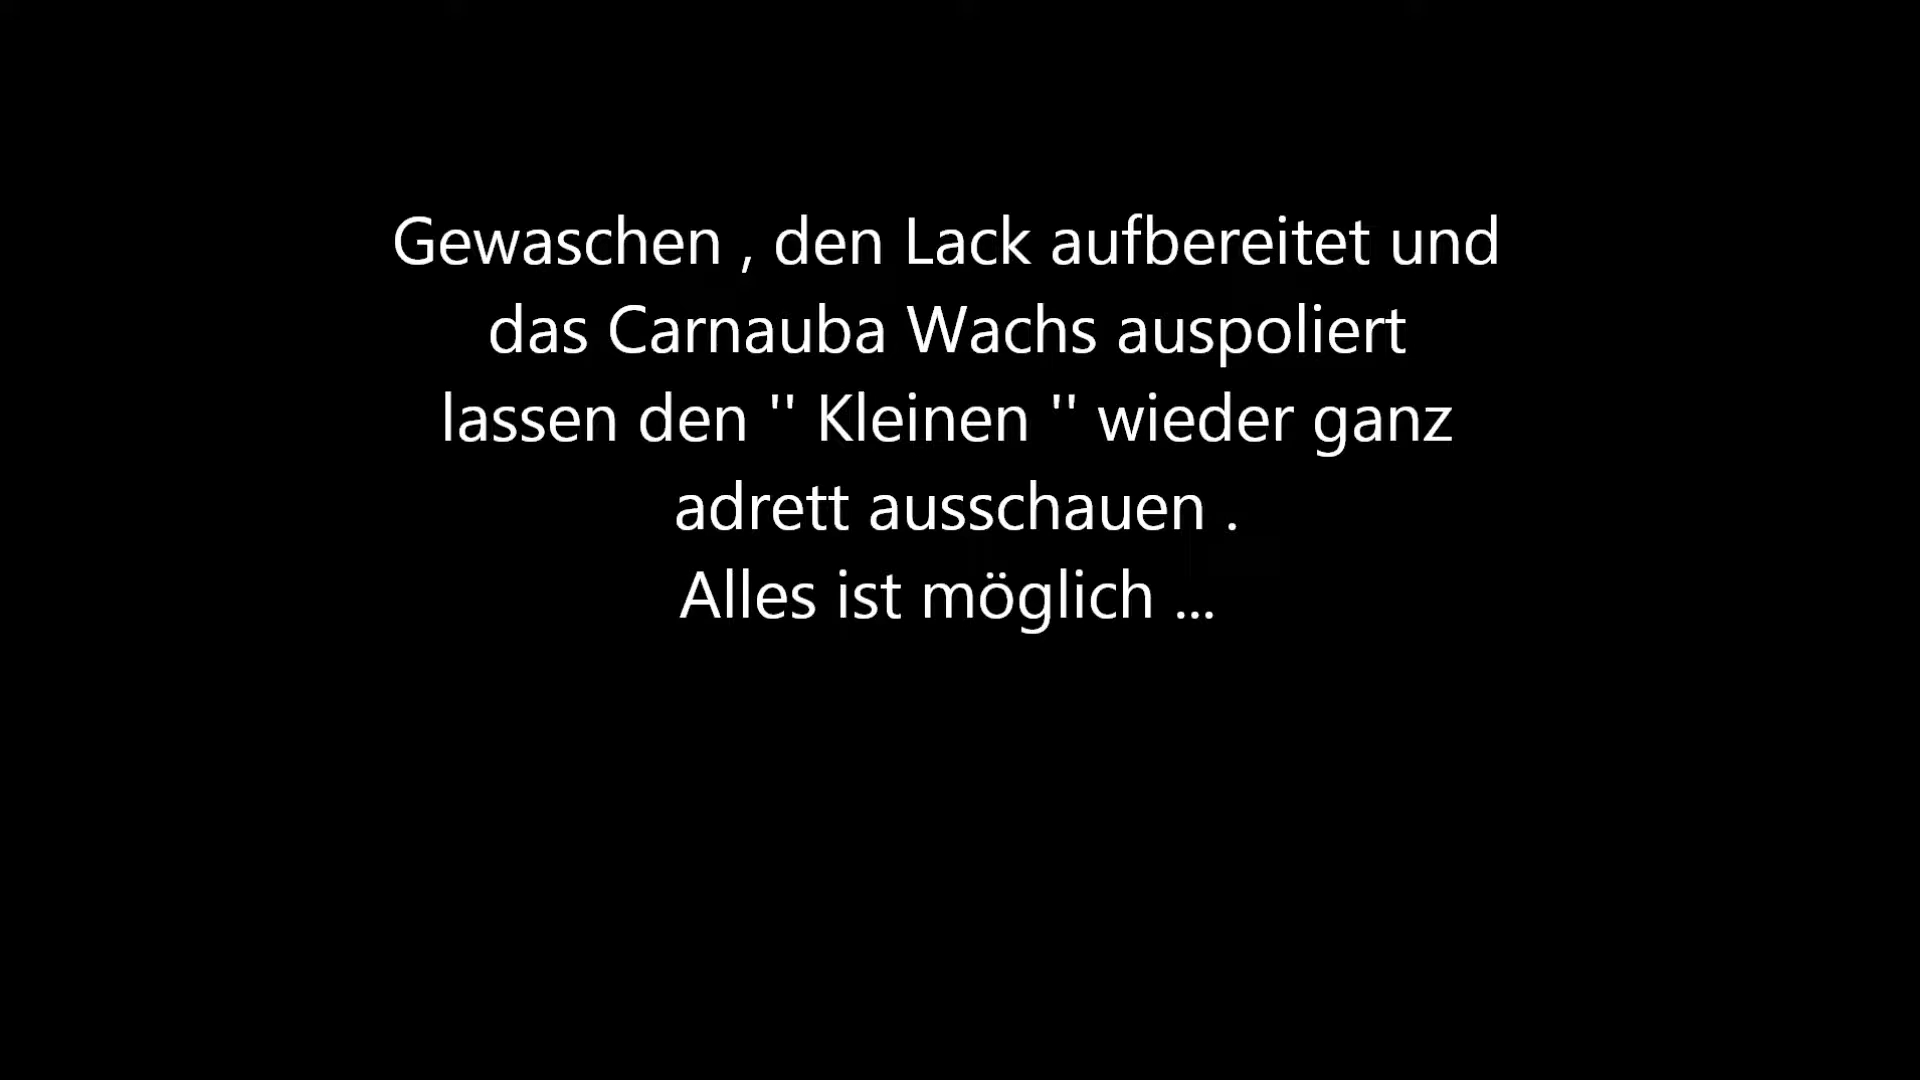 Gewaschen , den Lack aufbereitet und
das Carnauba Wachs auspoliert
lassen den '' Kleinen '' wieder ganz
adrett ausschauen .
Alles ist möglich ...